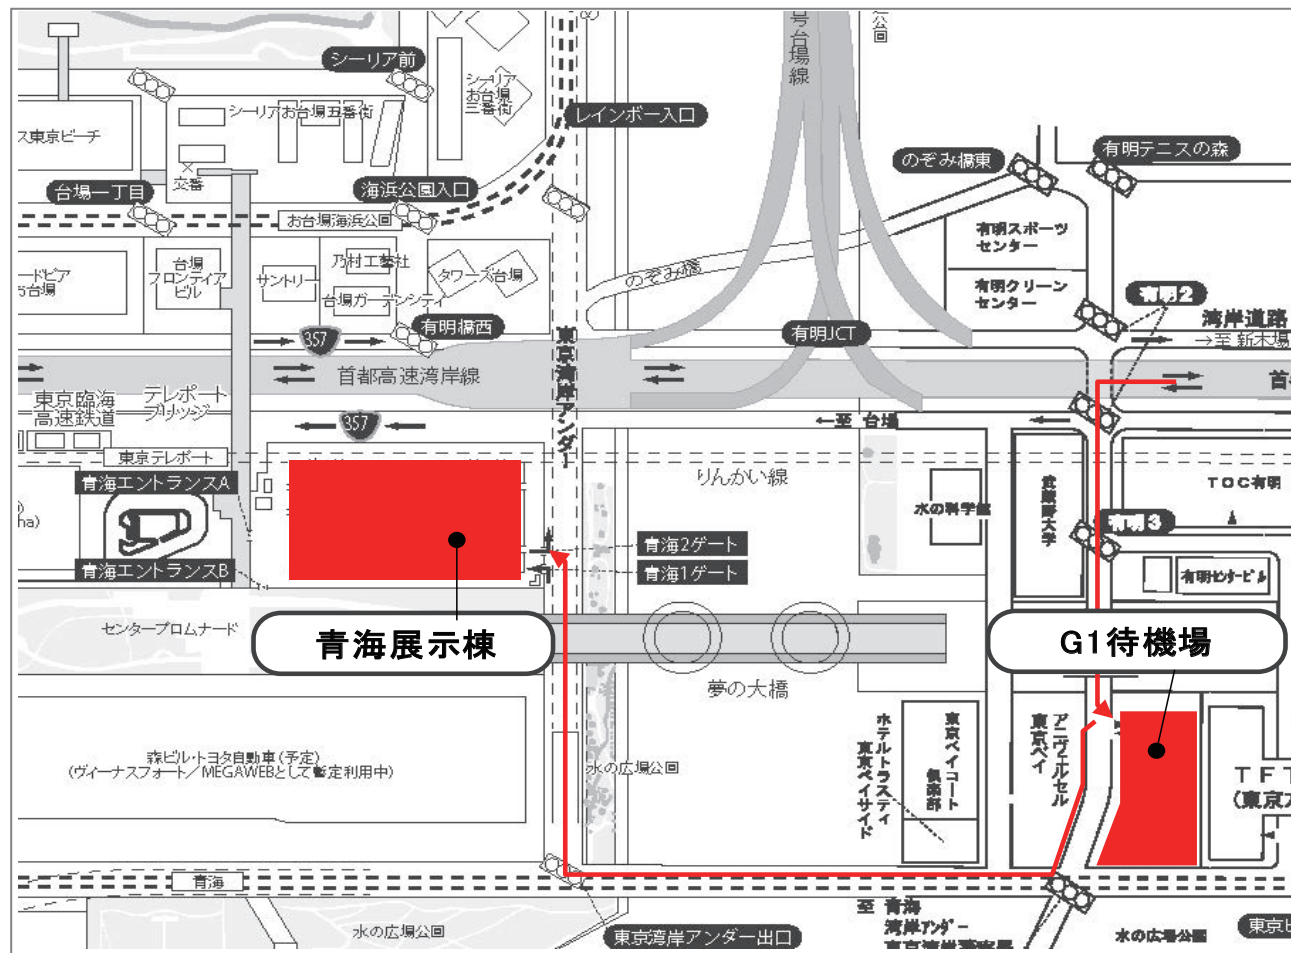 号台場線
公園
シーリア前
シーリア
お台場
三番街
シーリアお台場五番街
レインボー入口
ス東京ビーチ
交番
のぞみ橋東
有明テニスの森
台場一丁目
海浜公園入口
お台場海浜公園
有明スポーツ
センター
台場
フロンティア
ビル
サントリー
乃村工藝社
台場ガーデンシティ
タワーズ台場
のぞみ橋
有明クリーン
センター
有明2
有明橋西
有明JCT
湾岸道路
→至 新木場
357
東京湾岸アンダー
首都高速湾岸線
首
東京臨海
高速鉄道
テレポート
ブリッジ
357
←至 台場
東京テレポート
りんかい線
青海エントランスA
水の科学館
武蔵野大学
TOC有明
有明3
ha)
青海2ゲート
青海1ゲート
青海エントランスB
有明センタービル
センタープロムナード
青海展示棟
G1待機場
夢の大橋
森ビル・トヨタ自動車(予定)
(ヴィーナスフォート/MEGAWEBとして暫定利用中)
水の広場公園
ホテルトラスティ
東京ベイサイド
東京ベイコート
倶楽部
アニヴェルセル
東京ベイ
TFT
(東京
青海
水の広場公園
東京湾岸アンダー出口
至 青海
湾岸アンダー
東京湾岸警察署
水の広場公園
東京ビ